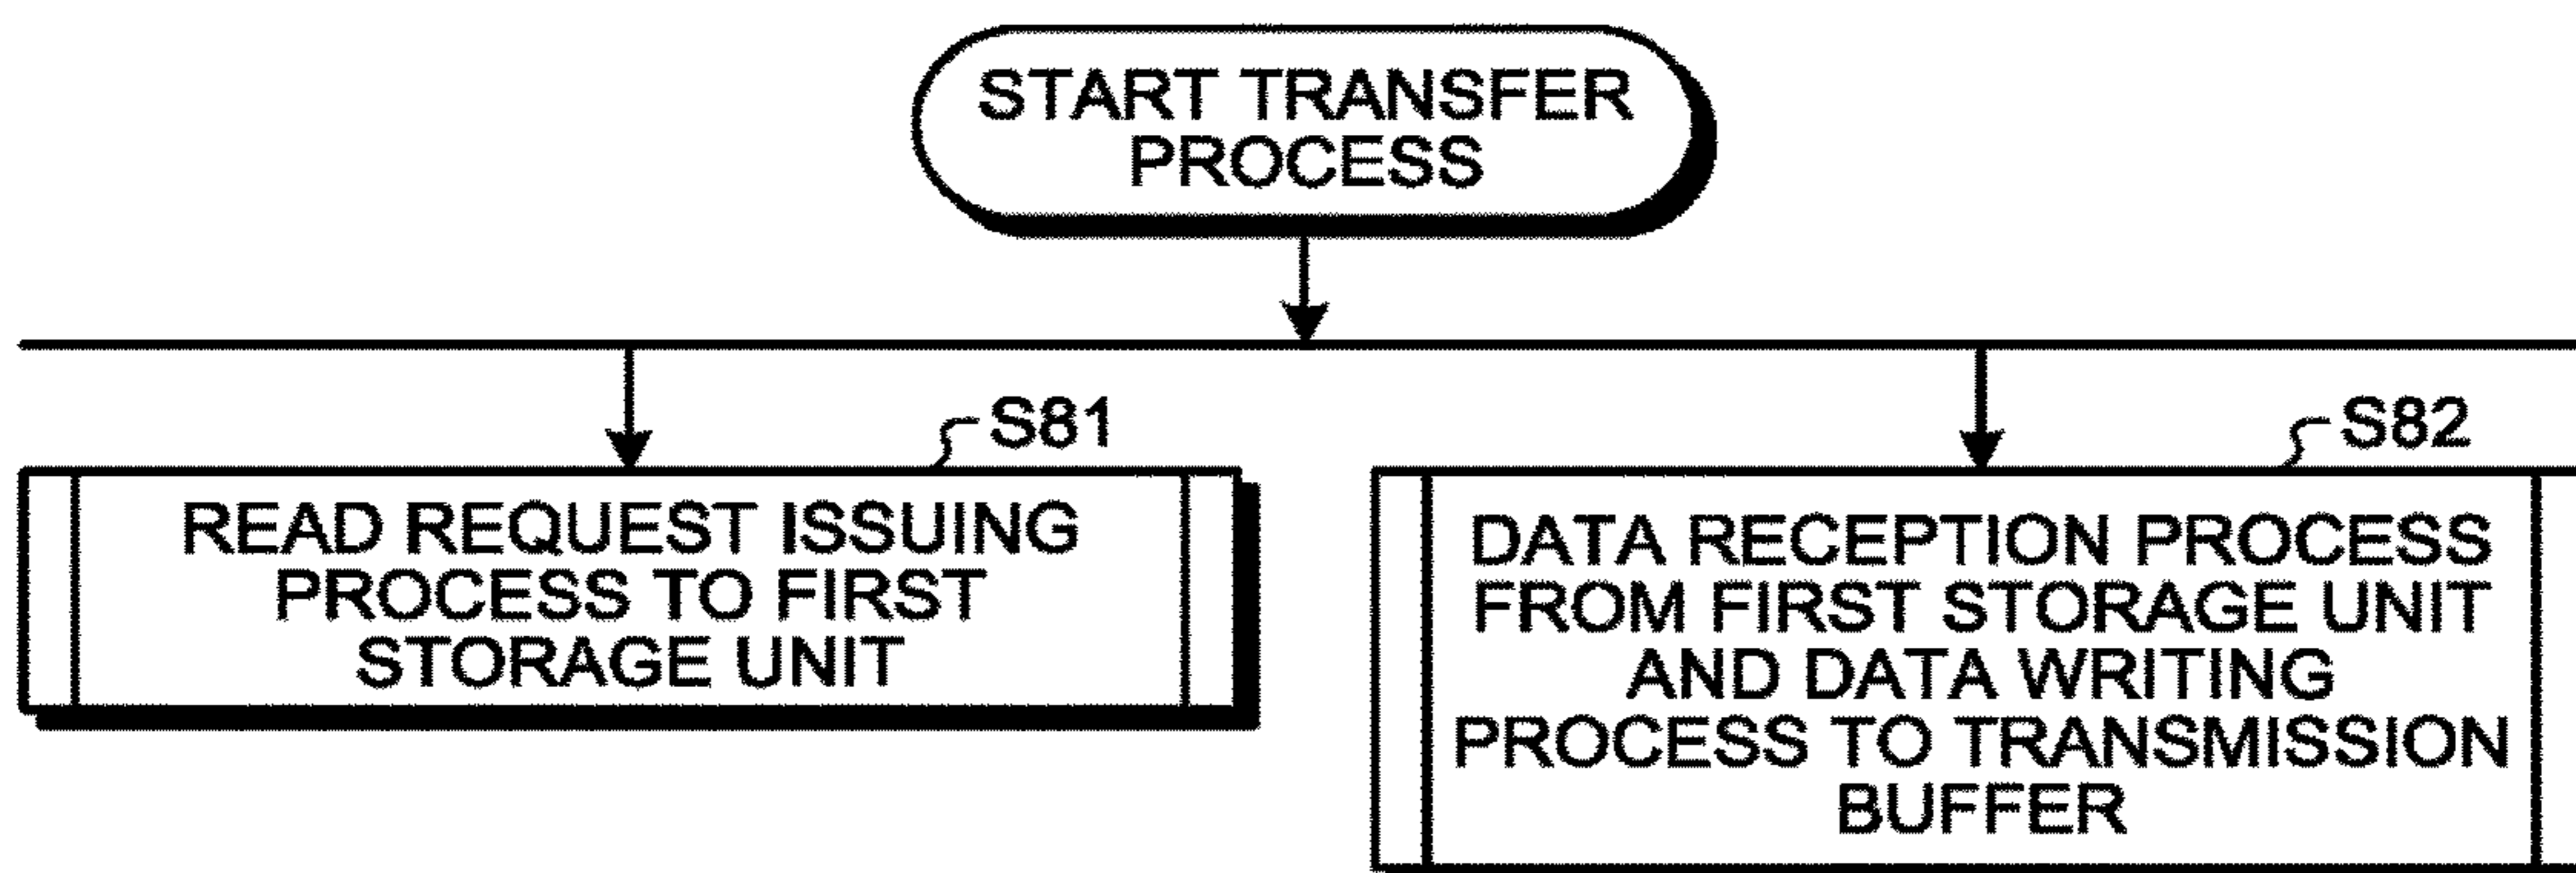 START TRANSFER
PROCESS
S81
READ REQUEST ISSUING
PROCESS TO FIRST
STORAGE UNIT
S82
DATA RECEPTION PROCESS
FROM FIRST STORAGE UNIT
AND DATA WRITING
PROCESS TO TRANSMISSION
BUFFER